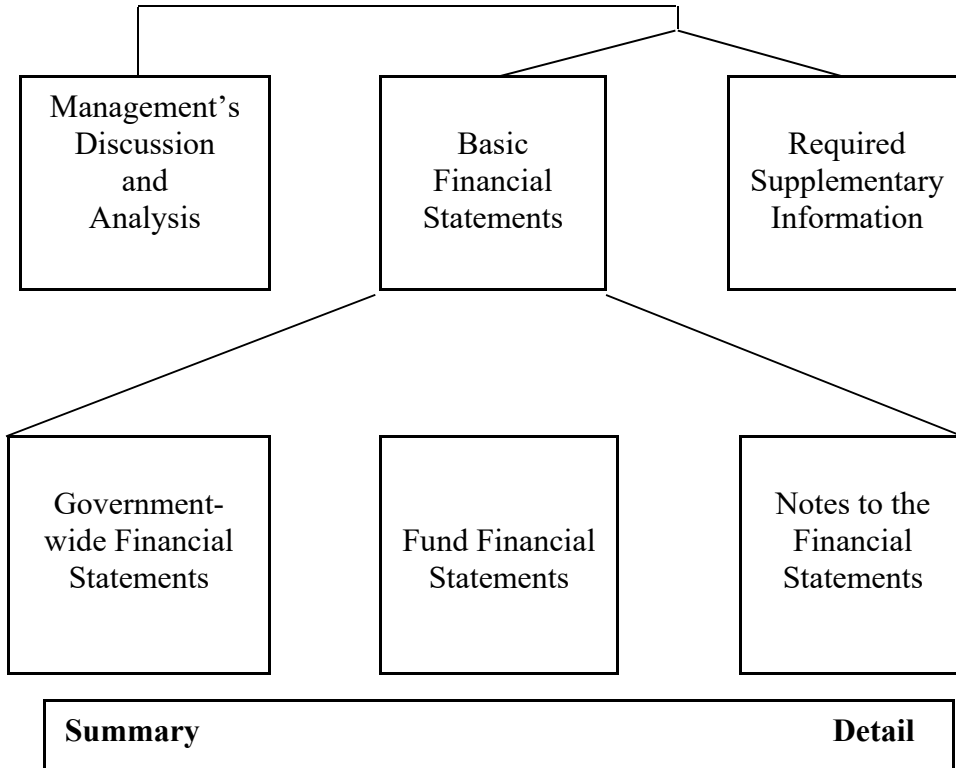 Management’s
Discussion
and
Analysis
Basic
Financial
Statements
Required
Supplementary
Information
Government-
wide Financial
Statements
Fund Financial
Statements
Notes to the
Financial
Statements
Summary
Detail